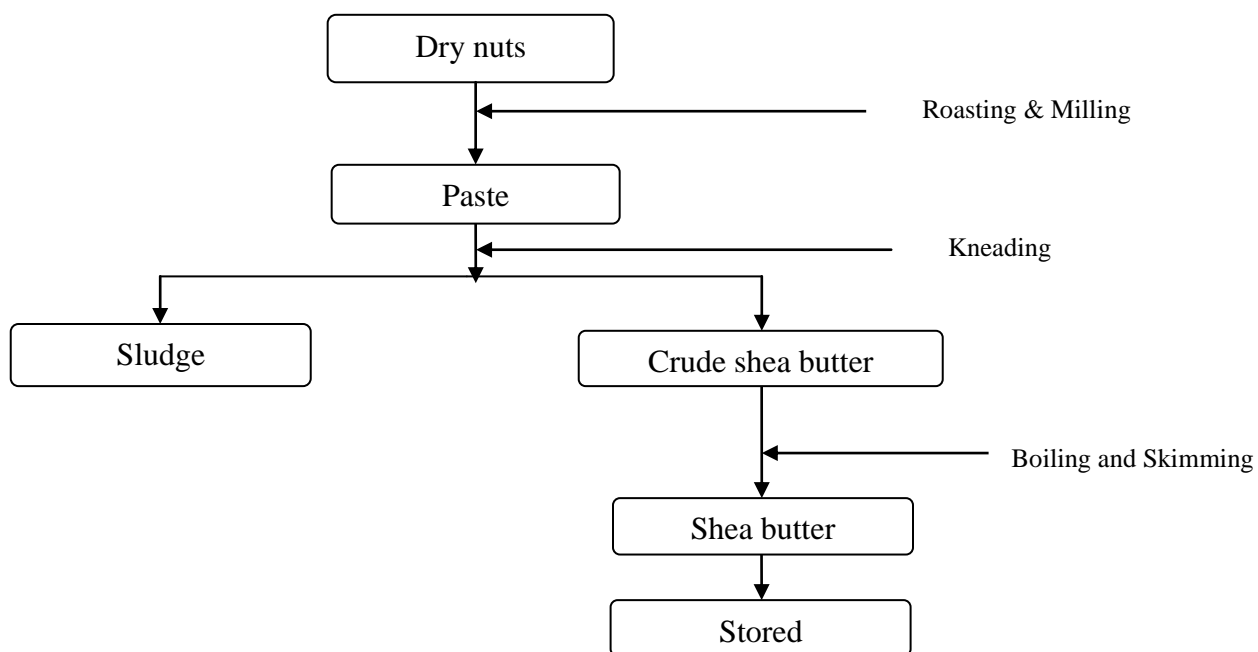 Dry nuts
Roasting & Milling
Paste
Kneading
Sludge
Crude shea butter
Boiling and Skimming
Shea butter
Stored